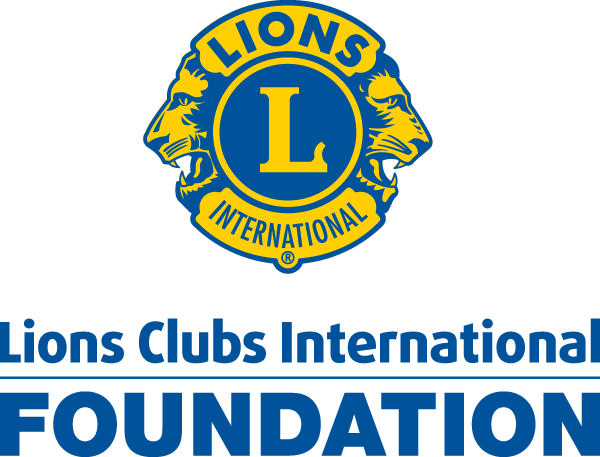 LIONS
L
INTERNATIONAL
®
Lions Clubs International
FOUNDATION